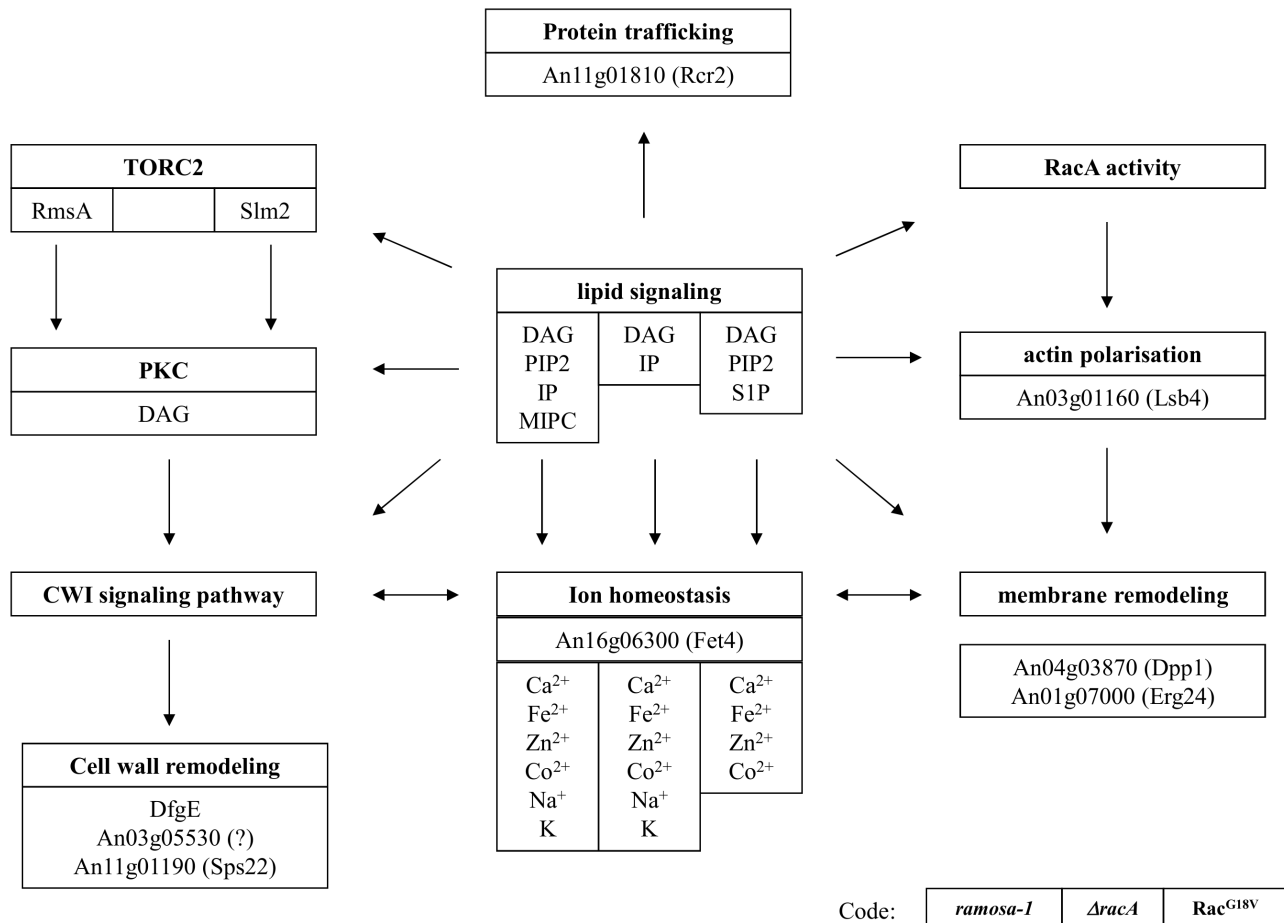 Protein trafficking
An11g01810 (Rcr2)
TORC2
RmsA
Slm2
RacA activity
lipid signaling
DAG
PIP2
IP
MIPC
DAG
IP
DAG
PIP2
S1P
PKC
DAG
actin polarisation
An03g01160 (Lsb4)
CWI signaling pathway
Ion homeostasis
An16g06300 (Fet4)
Ca²⁺
Fe²⁺
Zn²⁺
Co²⁺
Na⁺
K
Ca²⁺
Fe²⁺
Zn²⁺
Co²⁺
Na⁺
K
Ca²⁺
Fe²⁺
Zn²⁺
Co²⁺
membrane remodeling
An04g03870 (Dpp1)
An01g07000 (Erg24)
Cell wall remodeling
DfgE
An03g05530 (?)
An11g01190 (Sps22)
Code: ramosa-1 ΔracA Rac^G18V